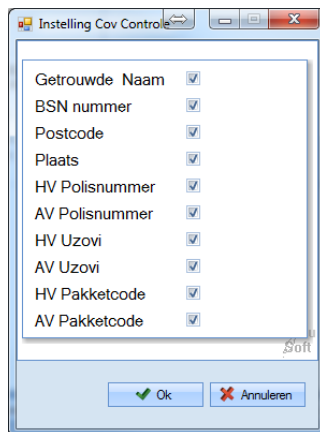 Instelling Cov Controle
Getrouwde Naam
BSN nummer
Postcode
Plaats
HV Polisnummer
AV Polisnummer
HV Uzovi
AV Uzovi
HV Pakketcode
AV Pakketcode
Soft
Ok
Annuleren